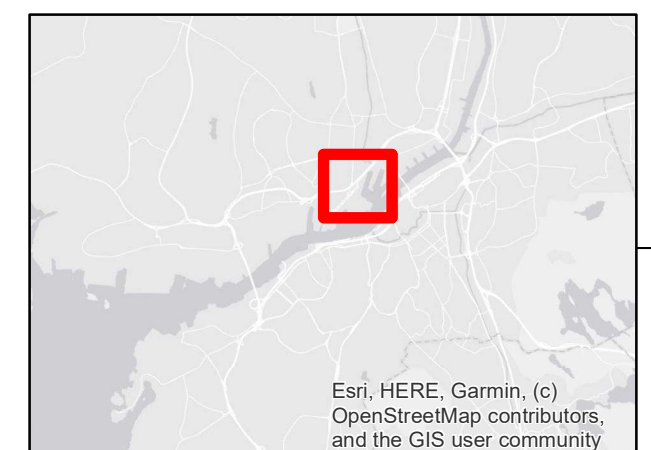 Esri, HERE, Garmin, (c)
OpenStreetMap contributors,
and the GIS user community